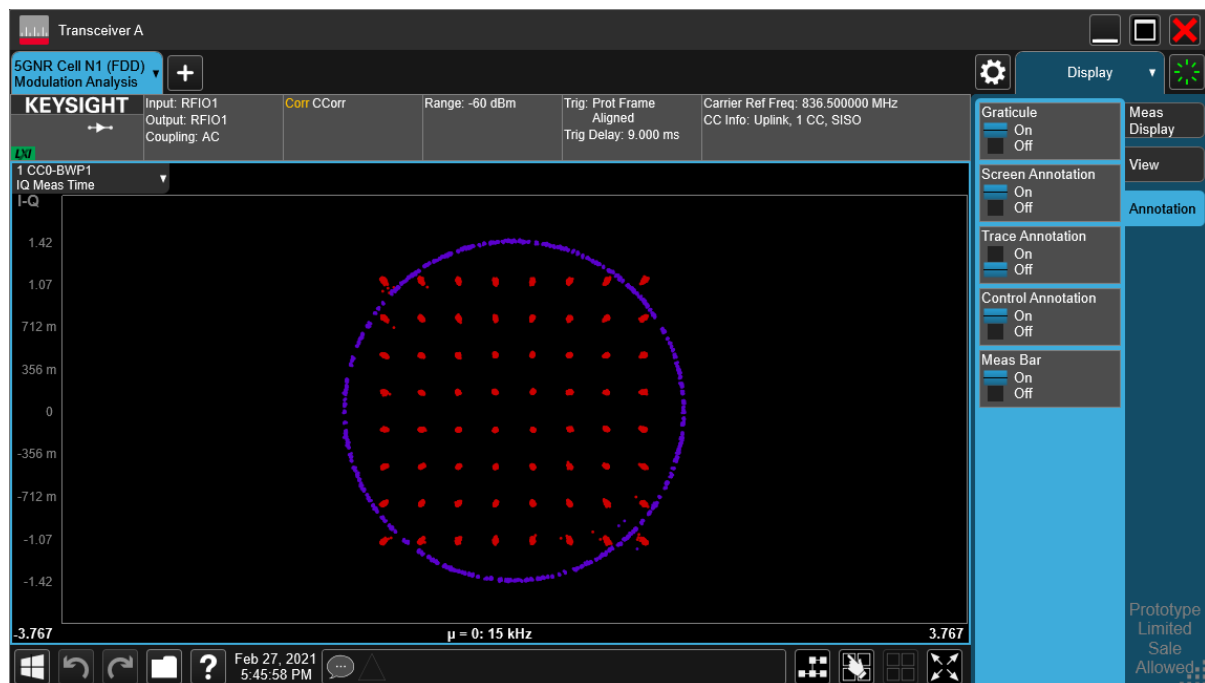 Transceiver A
5GNR Cell N1 (FDD)
Modulation Analysis
Display
KEYSIGHT
LXI
Input: RFIO1
Output: RFIO1
Coupling: AC
Corr CCorr
Range: -60 dBm
Trig: Prot Frame
Aligned
Trig Delay: 9.000 ms
Carrier Ref Freq: 836.500000 MHz
CC Info: Uplink, 1 CC, SISO
1 CC0-BWP1
IQ Meas Time
I-Q
1.42
1.07
712 m
356 m
0
-356 m
-712 m
-1.07
-1.42
-3.767
μ = 0: 15 kHz
3.767
Graticule
On
Off
Screen Annotation
On
Off
Trace Annotation
On
Off
Control Annotation
On
Off
Meas Bar
On
Off
Meas
Display
View
Annotation
Prototype
Limited
Sale
Allowed
?
Feb 27, 2021
5:45:58 PM